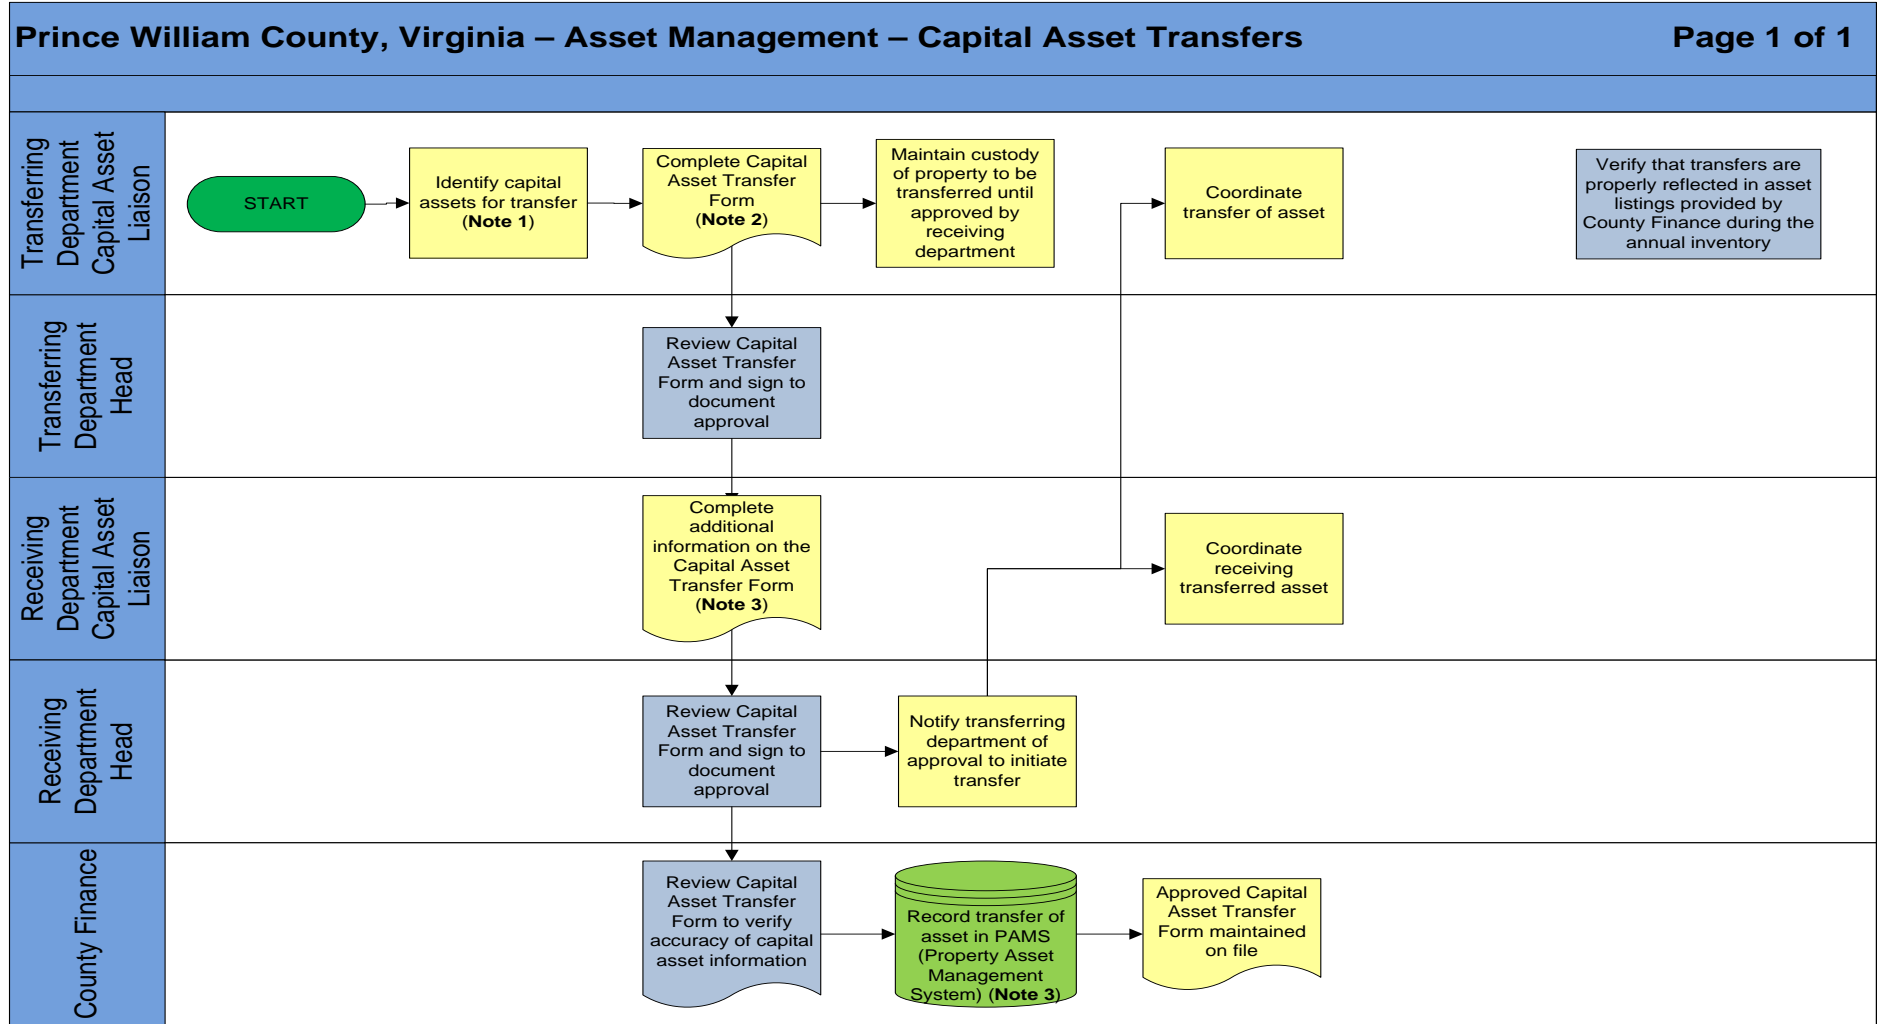 Prince William County, Virginia – Asset Management – Capital Asset Transfers
Page 1 of 1
Transferring
Department
Capital Asset
Liaison
START
Identify capital
assets for transfer
(Note 1)
Complete Capital
Asset Transfer
Form
(Note 2)
Maintain custody
of property to be
transferred until
approved by
receiving
department
Coordinate
transfer of asset
Verify that transfers are
properly reflected in asset
listings provided by
County Finance during the
annual inventory
Transferring
Department
Head
Review Capital
Asset Transfer
Form and sign to
document
approval
Receiving
Department
Capital Asset
Liaison
Complete
additional
information on the
Capital Asset
Transfer Form
(Note 3)
Coordinate
receiving
transferred asset
Receiving
Department
Head
Review Capital
Asset Transfer
Form and sign to
document
approval
Notify transferring
department of
approval to initiate
transfer
County Finance
Review Capital
Asset Transfer
Form to verify
accuracy of capital
asset information
Record transfer of
asset in PAMS
(Property Asset
Management
System) (Note 3)
Approved Capital
Asset Transfer
Form maintained
on file